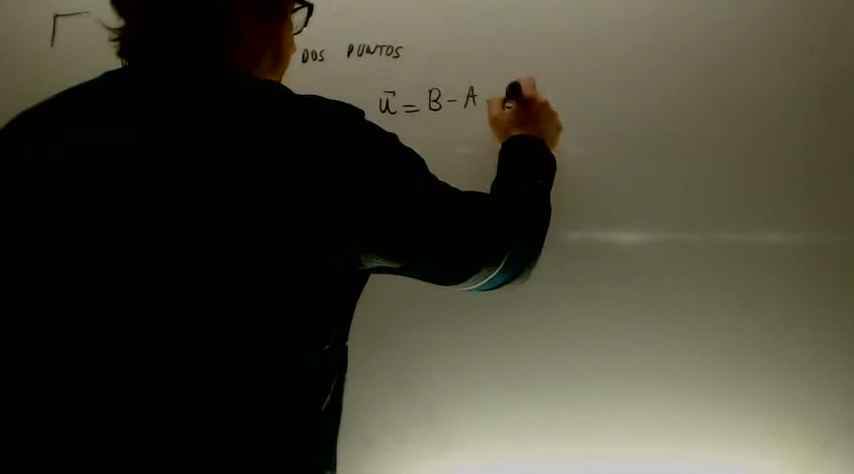 DOS PUNTOS
u⃗ = B - A